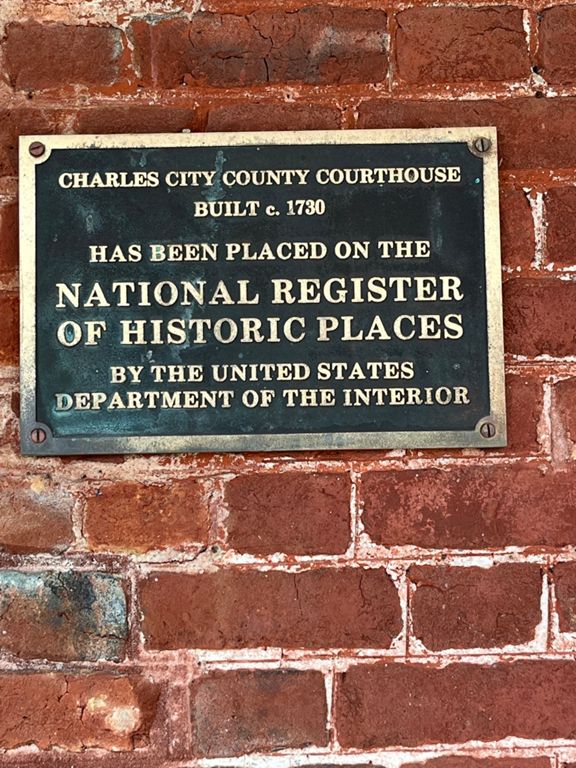 CHARLES CITY COUNTY COURTHOUSE
BUILT c. 1730
HAS BEEN PLACED ON THE
NATIONAL REGISTER
OF HISTORIC PLACES
BY THE UNITED STATES
DEPARTMENT OF THE INTERIOR